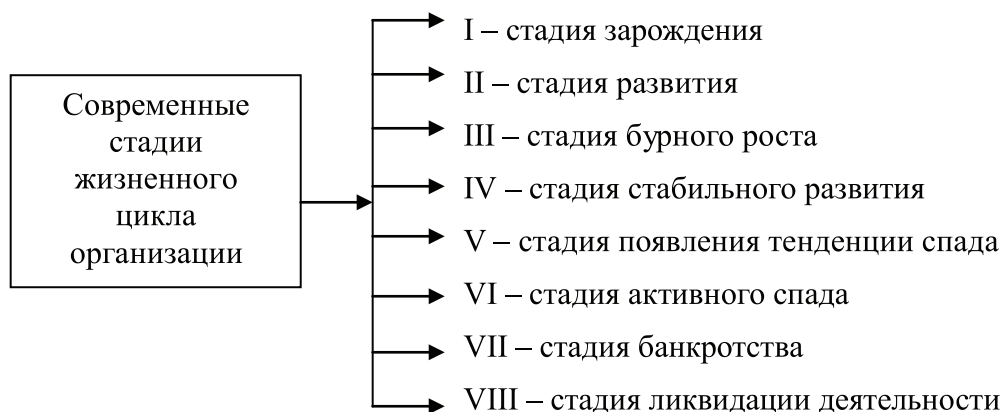 Современные
стадии
жизненного
цикла
организации
I – стадия зарождения
II – стадия развития
III – стадия бурного роста
IV – стадия стабильного развития
V – стадия появления тенденции спада
VI – стадия активного спада
VII – стадия банкротства
VIII – стадия ликвидации деятельности